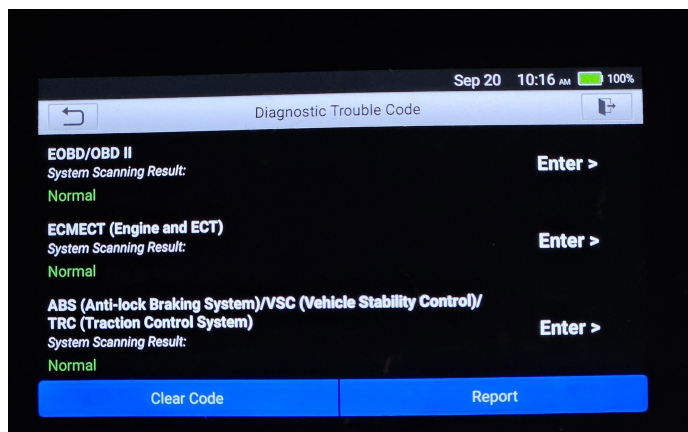 Sep 20 10:16 AM 100%
Diagnostic Trouble Code
EOBD/OBD II
System Scanning Result:
Enter >
Normal
ECMECT (Engine and ECT)
System Scanning Result:
Enter >
Normal
ABS (Anti-lock Braking System)/VSC (Vehicle Stability Control)/
TRC (Traction Control System)
Enter >
System Scanning Result:
Normal
Clear Code Report